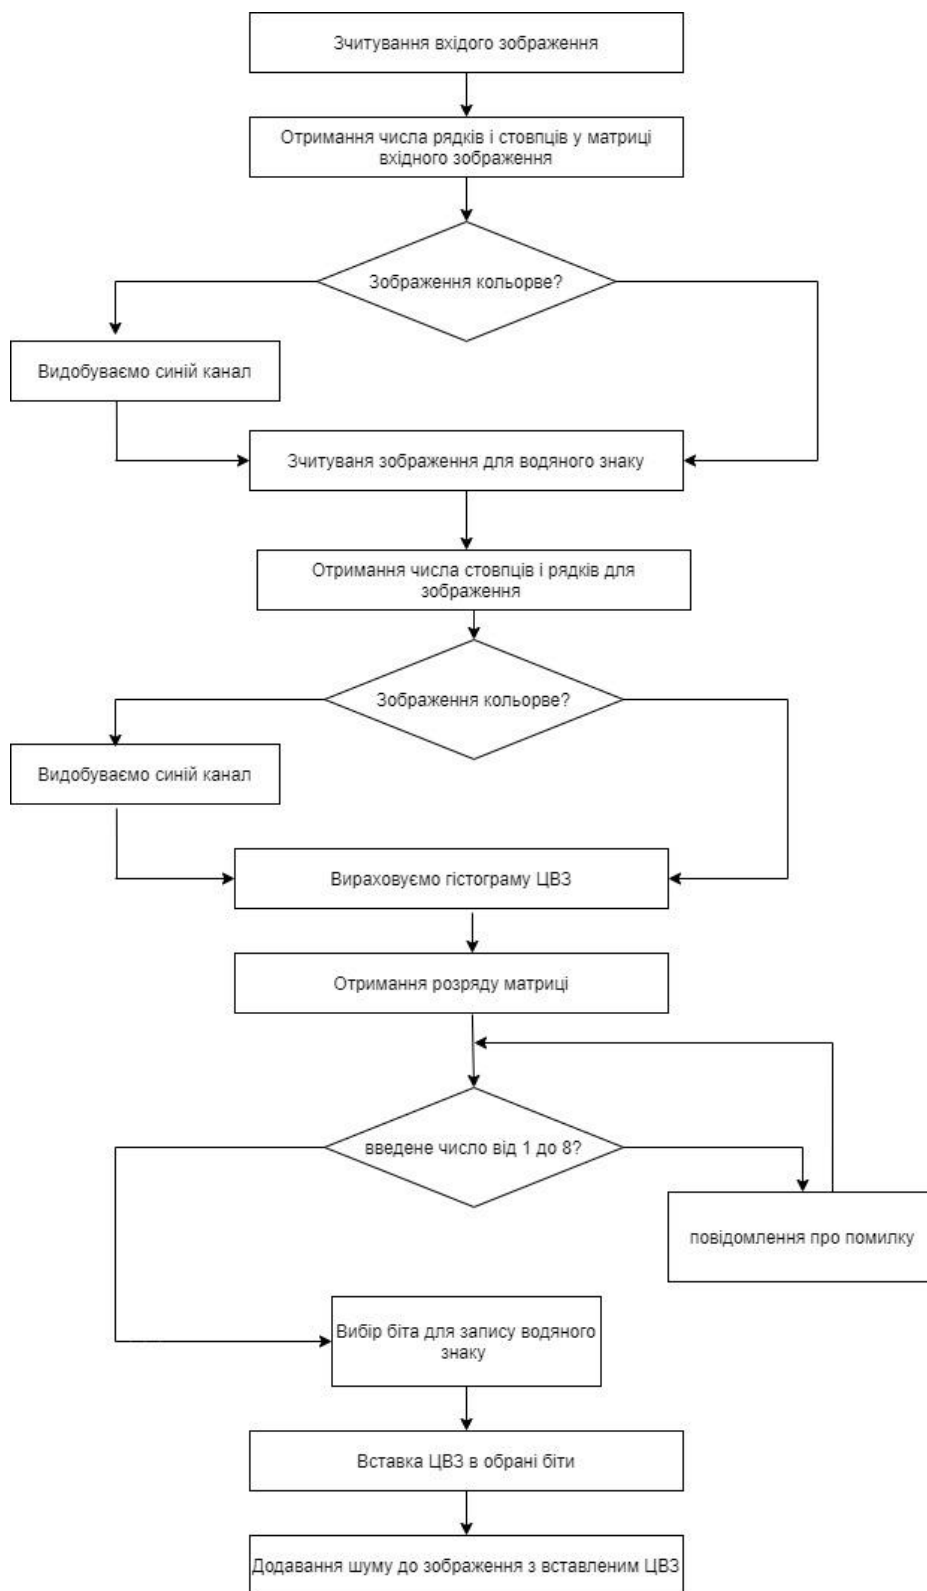 Зчитування вхідого зображення
Отримання числа рядків і стовпців у матриці
вхідного зображення
Зображення кольорве?
Видобуваємо синій канал
Зчитуваня зображення для водяного знаку
Отримання числа стовпців і рядків для
зображення
Зображення кольорве?
Видобуваємо синій канал
Вираховуємо гістограму ЦВЗ
Отримання розряду матриці
введене число від 1 do 8?
повідомлення про помилку
Вибір біта для запису водяного
знаку
Вставка ЦВЗ в обрані біти
Додавання шуму до зображення з вставленим ЦВЗ